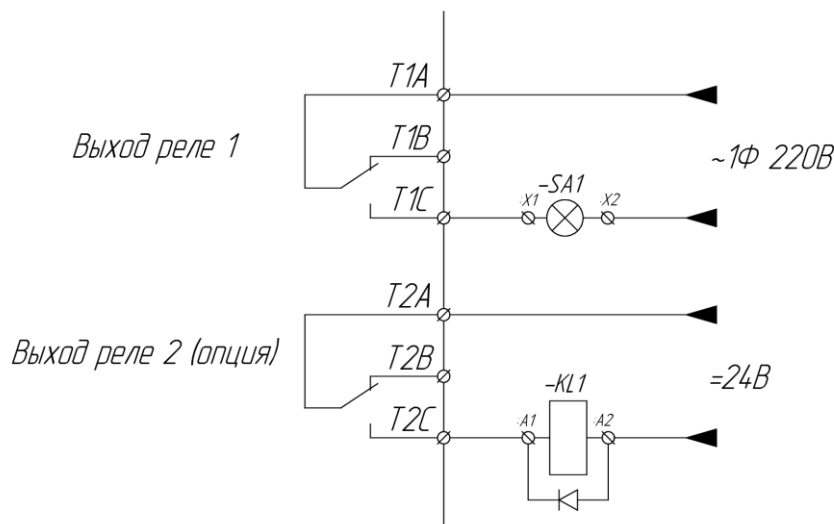 T1A
Выход реле 1
T1B
~1Ф 220В
-SA1
T1C
:X1
:X2
T2A
Выход реле 2 (опция)
T2B
-KL1
=24В
T2C
:A1
:A2